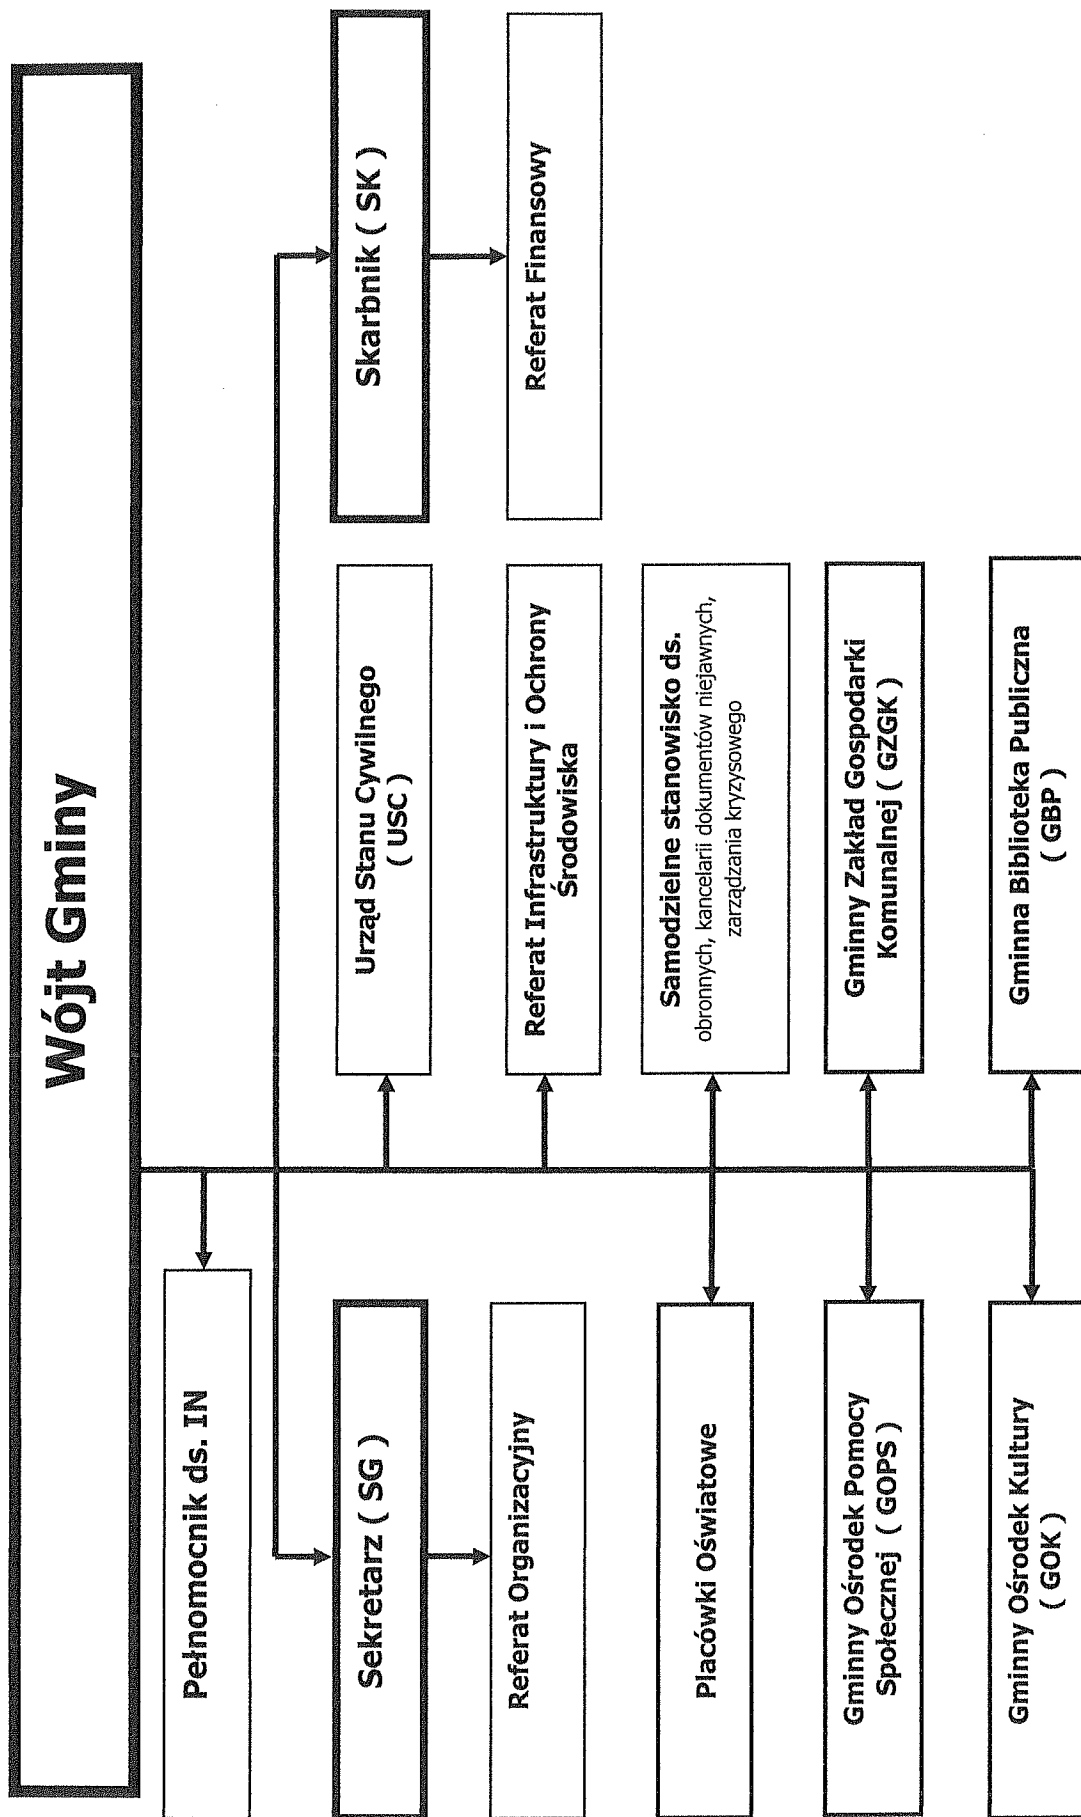 Wójt Gminy
Pełnomocnik ds. IN
Sekretarz ( SG )
Skarbnik ( SK )
Urząd Stanu Cywilnego
( USC )
Referat Organizacyjny
Referat Infrastruktury i Ochrony
Środowiska
Referat Finansowy
Placówki Oświatowe
Samodzielne stanowisko ds.
obronnych, kancelarii dokumentów niejawnych,
zarządzania kryzysowego
Gminny Ośrodek Pomocy
Społecznej ( GOPS )
Gminny Zakład Gospodarki
Komunalnej ( GZGK )
Gminny Ośrodek Kultury
( GOK )
Gminna Biblioteka Publiczna
( GBP )